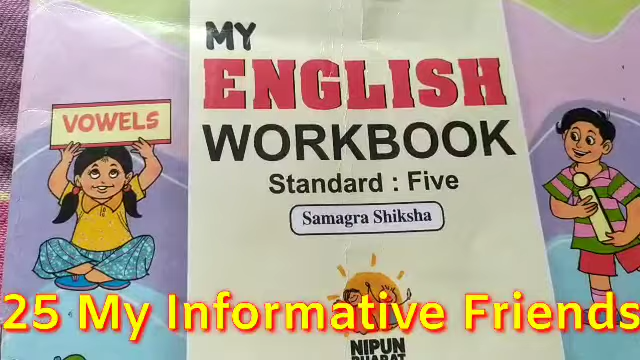 MY
ENGLISH
WORKBOOK
Standard : Five
Samagra Shiksha
VOWELS
NIPUN
BHARAT
25 My Informative Friends